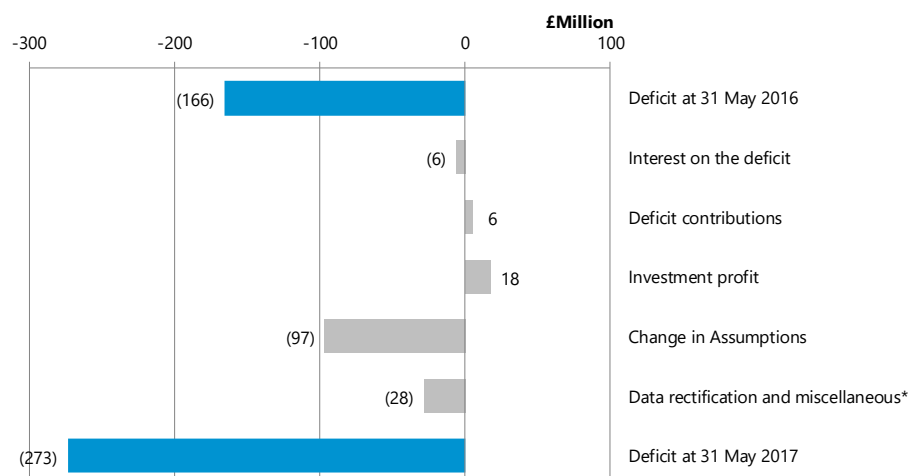 £Million
-300 -200 -100 0 100
(166) Deficit at 31 May 2016
(6) Interest on the deficit
6 Deficit contributions
18 Investment profit
(97) Change in Assumptions
(28) Data rectification and miscellaneous*
(273) Deficit at 31 May 2017